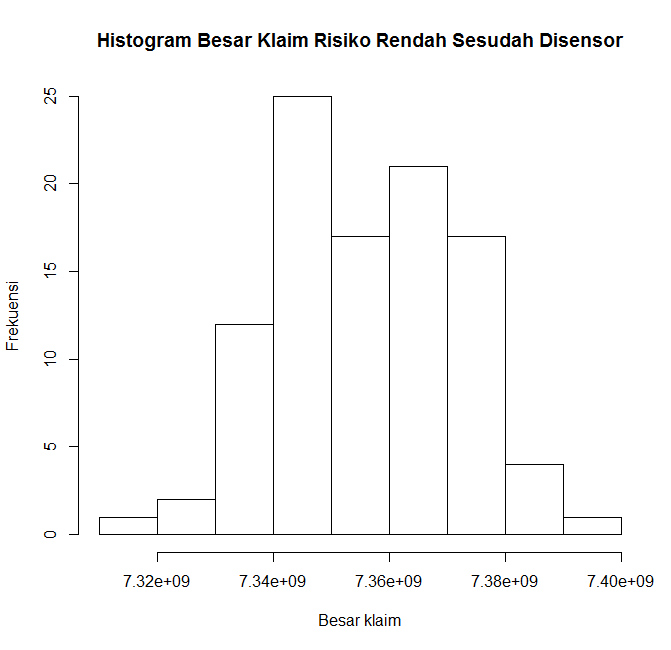 Histogram Besar Klaim Risiko Rendah Sesudah Disensor
Frekuensi
25
20
15
10
5
0
7.32e+09 7.34e+09 7.36e+09 7.38e+09 7.40e+09
Besar klaim